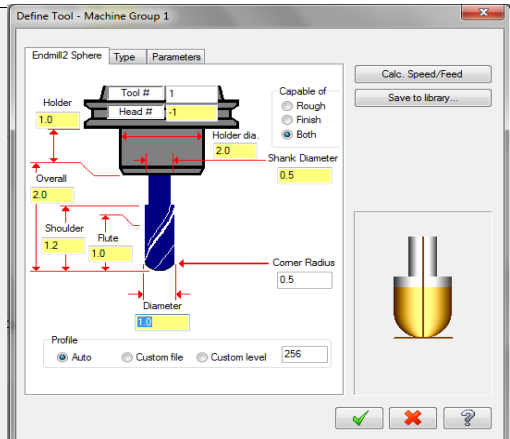 Define Tool - Machine Group 1
Endmill2 Sphere
Type
Parameters
Calc. Speed/Feed
Save to library...
Tool #
1
Head #
-1
Capable of
Rough
Finish
Both
Holder
1.0
Holder dia.
2.0
Shank Diameter
0.5
Overall
2.0
Shoulder
1.2
Flute
1.0
Corner Radius
0.5
Diameter
1.0
Profile
Auto
Custom file
Custom level
256